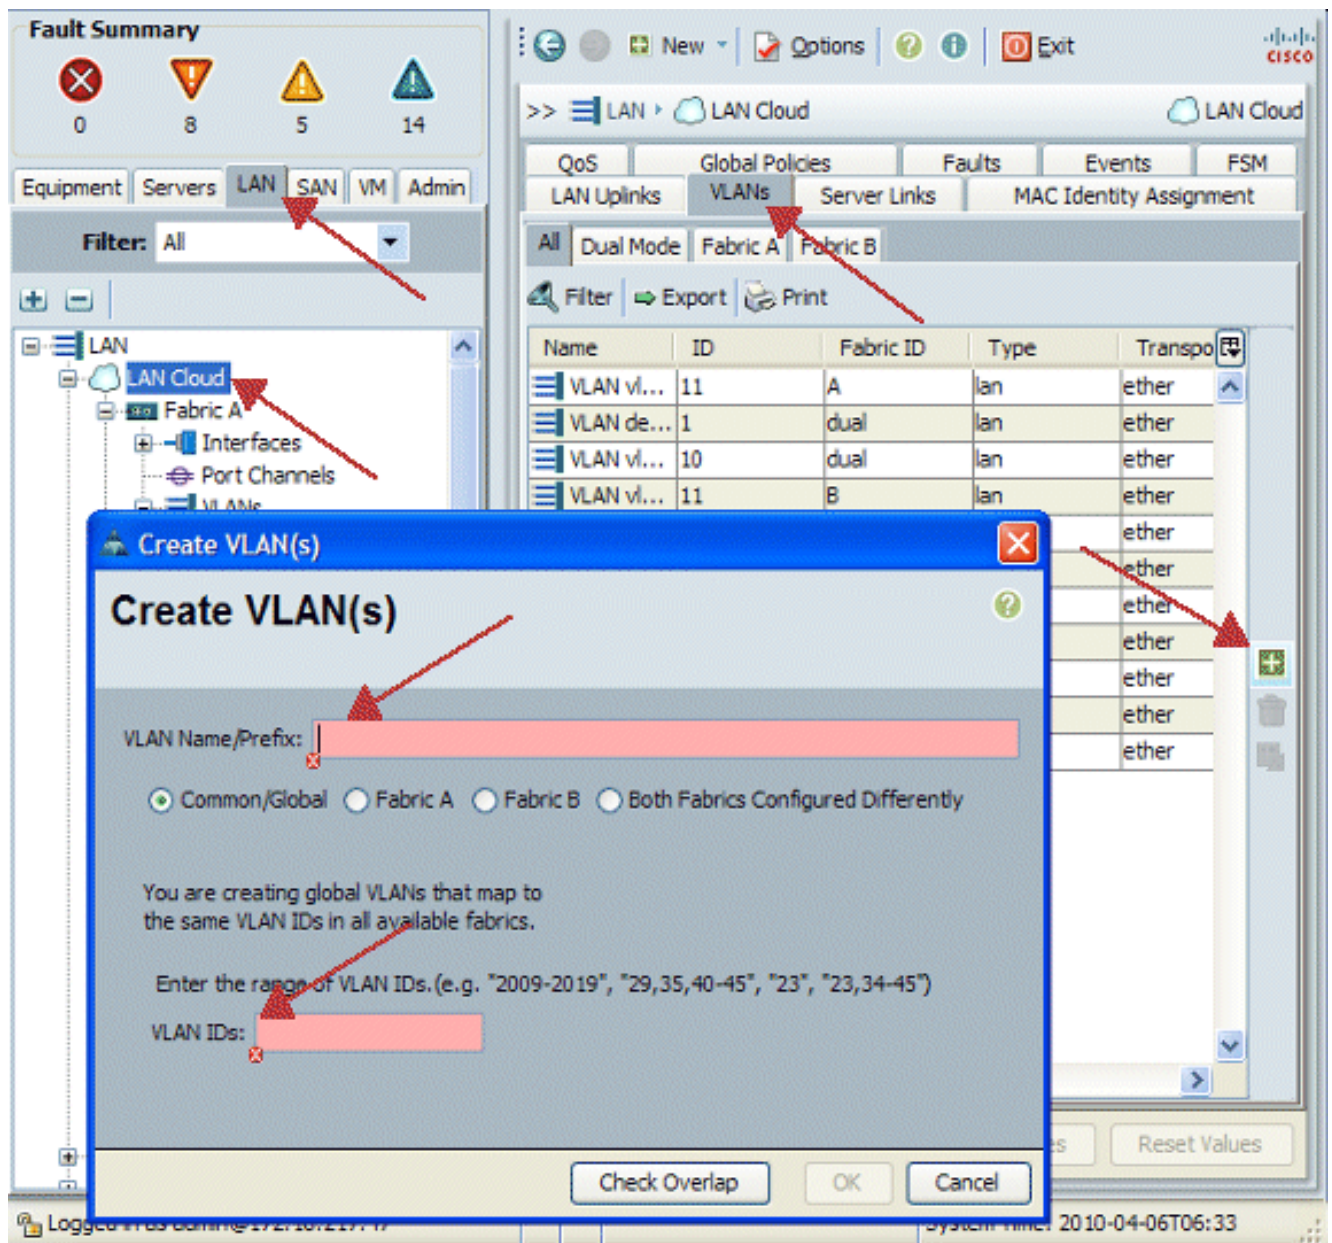 Fault Summary
0 8 5 14
Equipment Servers LAN SAN VM Admin
Filter: All
LAN
LAN Cloud
Fabric A
Interfaces
Port Channels
VLANs
New Options Exit
CISCO
>> LAN LAN Cloud LAN Cloud
QoS Global Policies Faults Events FSM
LAN Uplinks VLANs Server Links MAC Identity Assignment
All Dual Mode Fabric A Fabric B
Filter Export Print
Name ID Fabric ID Type Transpo
VLAN vl... 11 A lan ether
VLAN de... 1 dual lan ether
VLAN vl... 10 dual lan ether
VLAN vl... 11 B lan ether
ether
ether
ether
ether
ether
ether
ether
Create VLAN(s)
Create VLAN(s)
VLAN Name/Prefix:
Common/Global Fabric A Fabric B Both Fabrics Configured Differently
You are creating global VLANs that map to
the same VLAN IDs in all available fabrics.
Enter the range of VLAN IDs.(e.g. "2009-2019", "29,35,40-45", "23", "23,34-45")
VLAN IDs:
Check Overlap OK Cancel
Reset Values
System Time: 2010-04-06T06:33